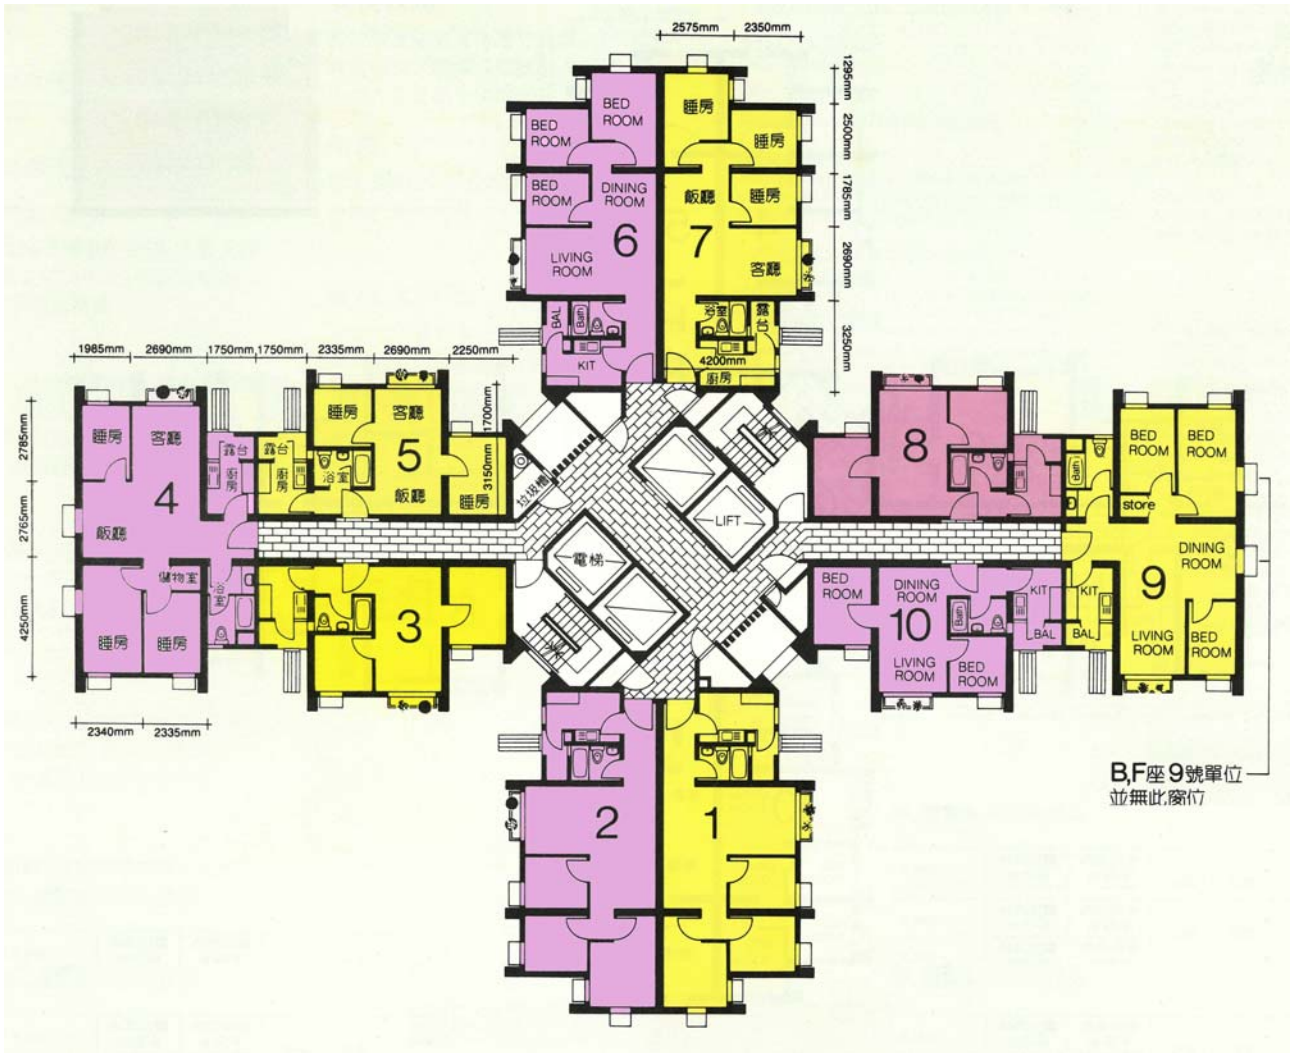 2575mm
2350mm
1295mm
2500mm
1785mm
2690mm
3250mm
BED
ROOM
睡房
BED
ROOM
睡房
BED
ROOM
DINING
ROOM
飯廳
睡房
6
7
LIVING
ROOM
客廳
BAL
Bath
浴室
露台
KIT
4200mm
廚房
1985mm
2690mm
1750mm
1750mm
2335mm
2690mm
2250mm
2785mm
2765mm
4250mm
1700mm
3150mm
睡房
客廳
露台
廚房
4
飯廳
儲物室
浴室
睡房
睡房
2340mm
2335mm
露台
廚房
睡房
客廳
浴室
5
飯廳
睡房
垃圾槽
LIFT
電梯
3
8
BED
ROOM
BED
ROOM
Bath
store
DINING
ROOM
9
KIT
BAL
LIVING
ROOM
BED
ROOM
BED
ROOM
DINING
ROOM
10
Bath
KIT
BAL
LIVING
ROOM
BED
ROOM
2
1
B,F座9號單位
並無此窗位